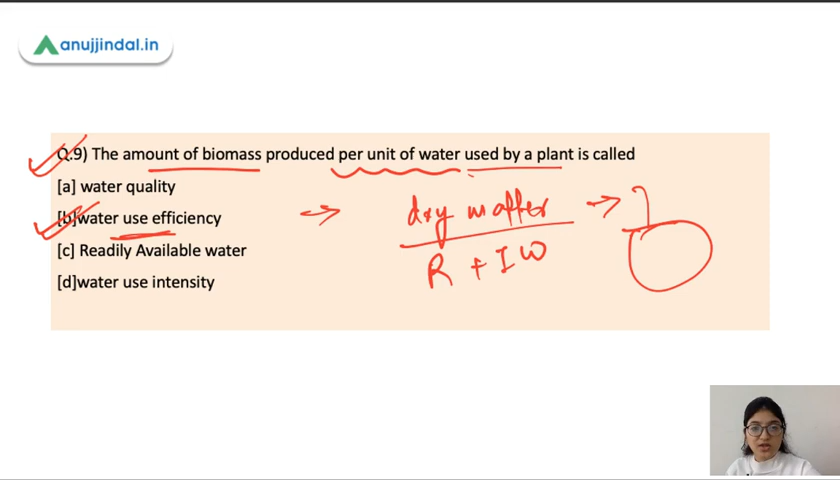 anujjindal.in
Q.9) The amount of biomass produced per unit of water used by a plant is called
[a] water quality
[b]water use efficiency
[c] Readily Available water
[d]water use intensity
dry matter
R + IW